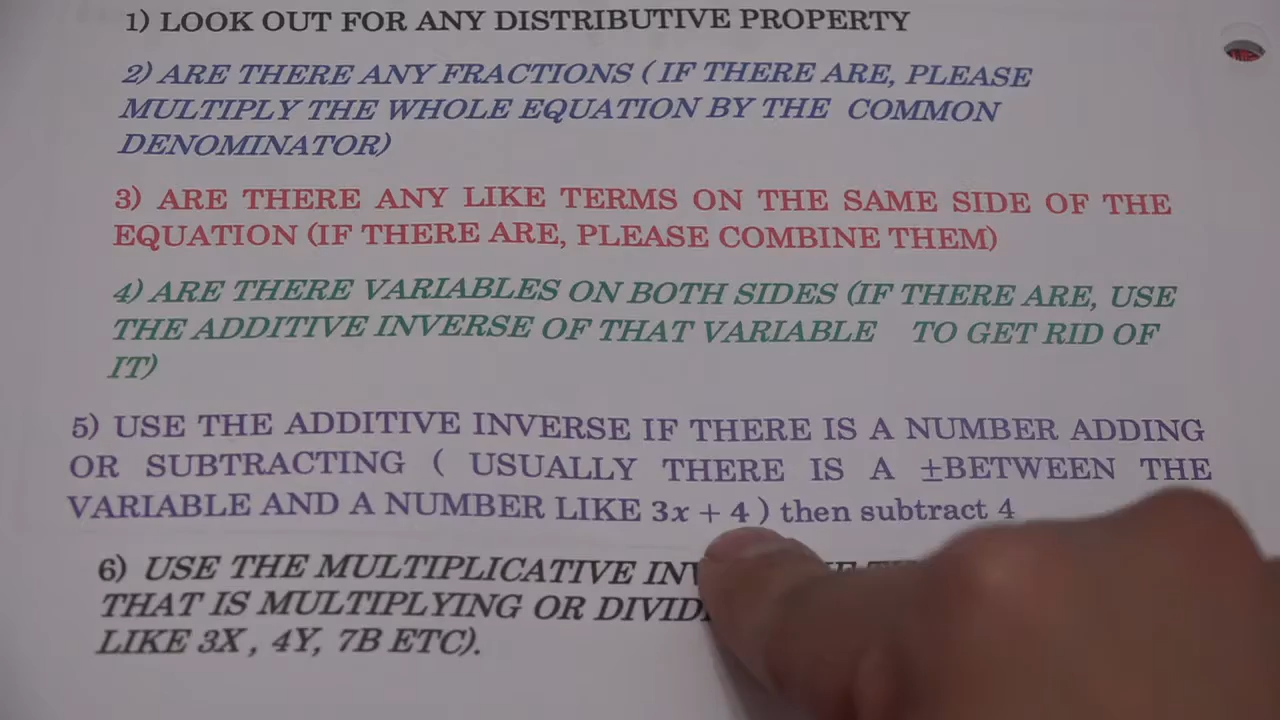 1) LOOK OUT FOR ANY DISTRIBUTIVE PROPERTY
2) ARE THERE ANY FRACTIONS ( IF THERE ARE, PLEASE
MULTIPLY THE WHOLE EQUATION BY THE COMMON
DENOMINATOR)
3) ARE THERE ANY LIKE TERMS ON THE SAME SIDE OF THE
EQUATION (IF THERE ARE, PLEASE COMBINE THEM)
4) ARE THERE VARIABLES ON BOTH SIDES (IF THERE ARE, USE
THE ADDITIVE INVERSE OF THAT VARIABLE TO GET RID OF
IT)
5) USE THE ADDITIVE INVERSE IF THERE IS A NUMBER ADDING
OR SUBTRACTING ( USUALLY THERE IS A ±BETWEEN THE
VARIABLE AND A NUMBER LIKE 3x + 4 ) then subtract 4
6) USE THE MULTIPLICATIVE
THAT IS MULTIPLYING OR
LIKE 3X , 4Y, 7B ETC).